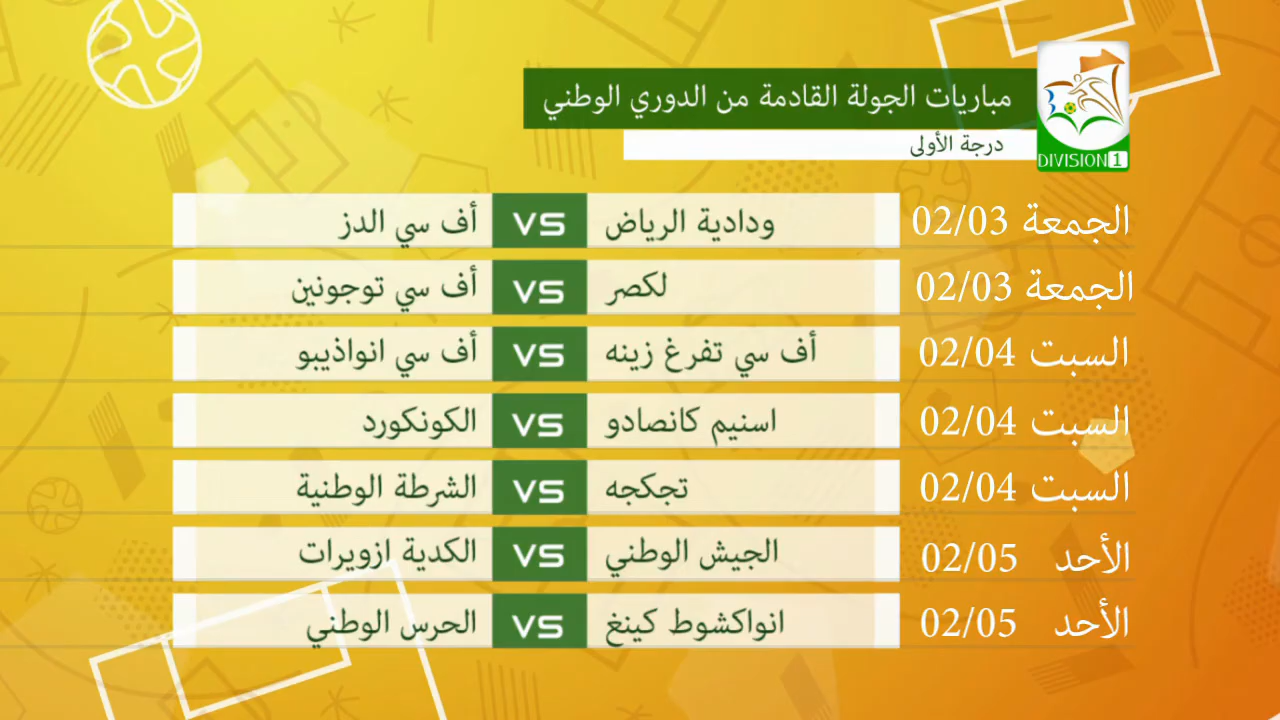 مباريات الجولة القادمة من الدوري الوطني
درجة الأولى
DIVISION 1
الجمعة 02/03 ودادية الرياض VS أف سي الدز
الجمعة 02/03 لكصر VS أف سي توجونين
السبت 02/04 أف سي تفرغ زينه VS أف سي انواذيبو
السبت 02/04 اسنيم كانصادو VS الكونكورد
السبت 02/04 تجكجه VS الشرطة الوطنية
الأحد 02/05 الجيش الوطني VS الكدية ازويرات
الأحد 02/05 انواكشوط كينغ VS الحرس الوطني